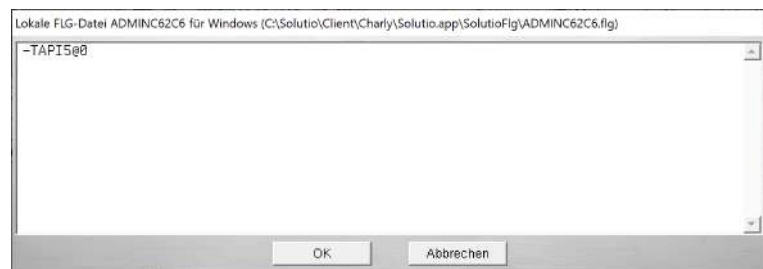 Lokale FLG-Datei ADMINC62C6 für Windows (C:\Solutio\Client\Charly\Solutio.app\SolutioFlg\ADMINC62C6.flg)
-TAPI5@0
OK
Abbrechen